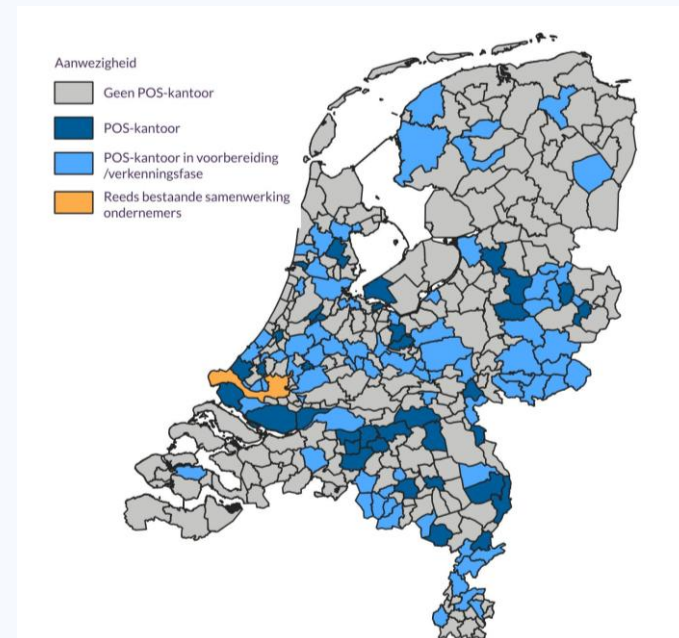 Aanwezigheid
Geen POS-kantoor
POS-kantoor
POS-kantoor in voorbereiding
/verkenningsfase
Reeds bestaande samenwerking
ondernemers